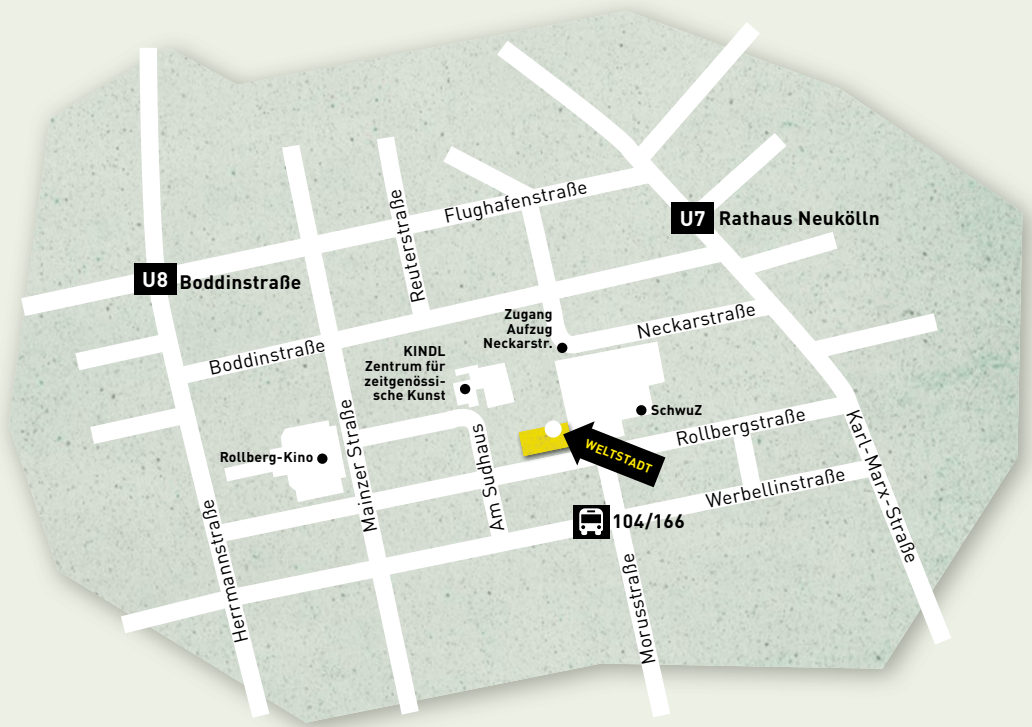 Flughafenstraße
Reuterstraße
U7 Rathaus Neukölln
U8 Boddinstraße
Zugang
Aufzug
Neckarstr.
Neckarstraße
Boddinstraße
KINDL
Zentrum für
zeitgenössi-
sche Kunst
SchwuZ
Rollbergstraße
Karl-Marx-Straße
Mainzer Straße
Am Sudhaus
WELTSTADT
Rollberg-Kino
Werbellinstraße
104/166
Herrmannstraße
Morusstraße